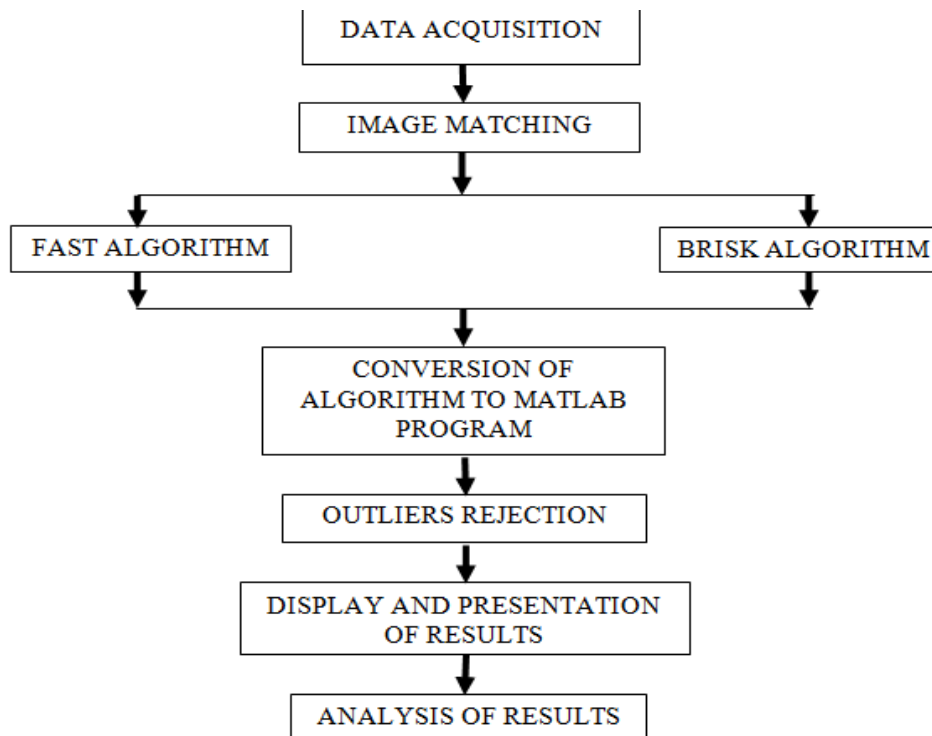 DATA ACQUISITION
IMAGE MATCHING
FAST ALGORITHM
BRISK ALGORITHM
CONVERSION OF
ALGORITHM TO MATLAB
PROGRAM
OUTLIERS REJECTION
DISPLAY AND PRESENTATION
OF RESULTS
ANALYSIS OF RESULTS